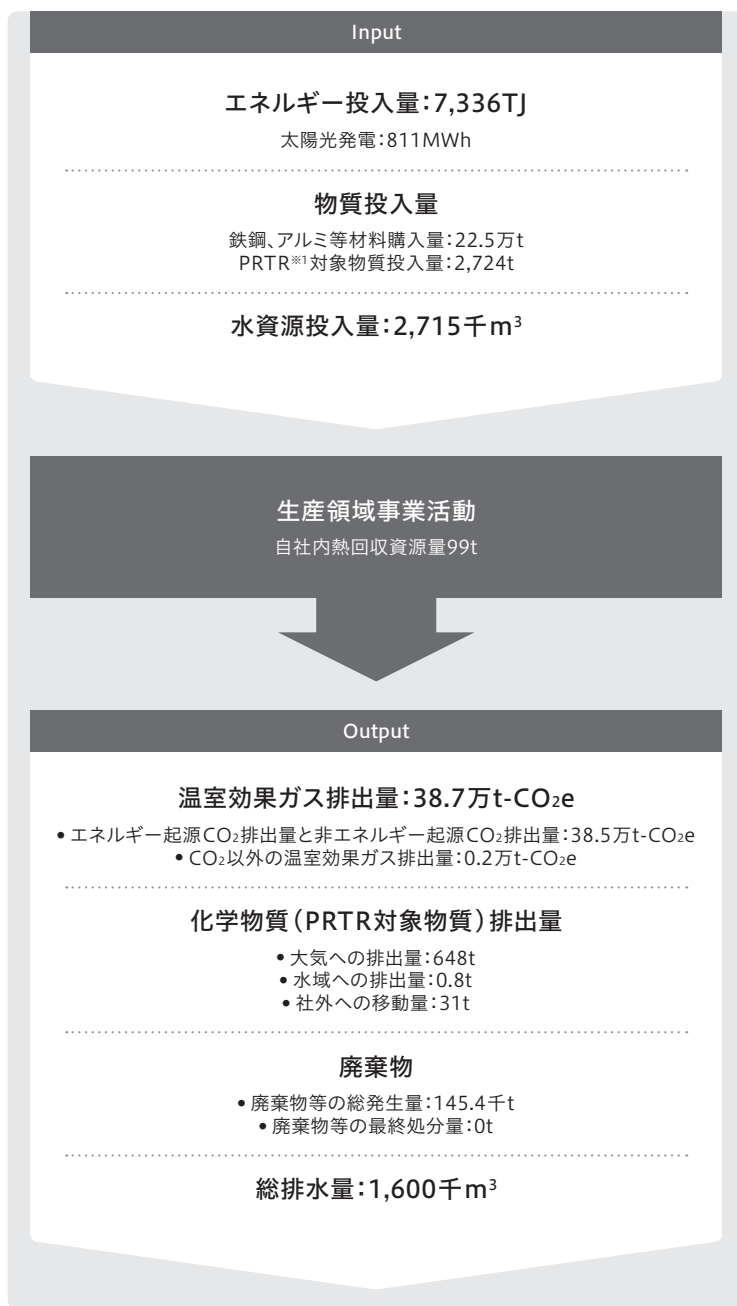 Input
エネルギー投入量：7,336TJ
太陽光発電：811MWh
物質投入量
鉄鋼、アルミ等材料購入量：22.5万t
PRTR※1対象物質投入量：2,724t
水資源投入量：2,715千m³
生産領域事業活動
自社内熱回収資源量99t
Output
温室効果ガス排出量：38.7万t-CO₂e
• エネルギー起源CO₂排出量と非エネルギー起源CO₂排出量：38.5万t-CO₂e
• CO₂以外の温室効果ガス排出量：0.2万t-CO₂e
化学物質（PRTR対象物質）排出量
• 大気への排出量：648t
• 水域への排出量：0.8t
• 社外への移動量：31t
廃棄物
• 廃棄物等の総発生量：145.4千t
• 廃棄物等の最終処分量：0t
総排水量：1,600千m³